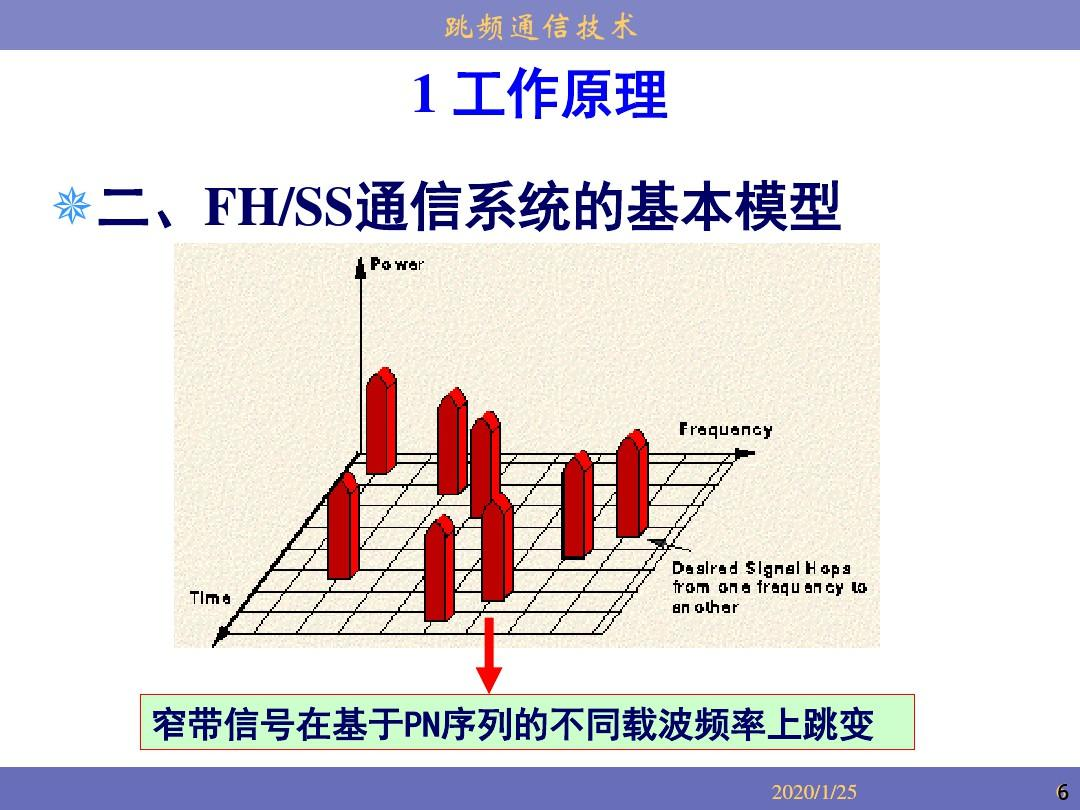 跳频通信技术
1 工作原理
二、FH/SS通信系统的基本模型
Power
Frequency
Desired Signal Hops
from one frequency to
another
Time
窄带信号在基于PN序列的不同载波频率上跳变
2020/1/25
6